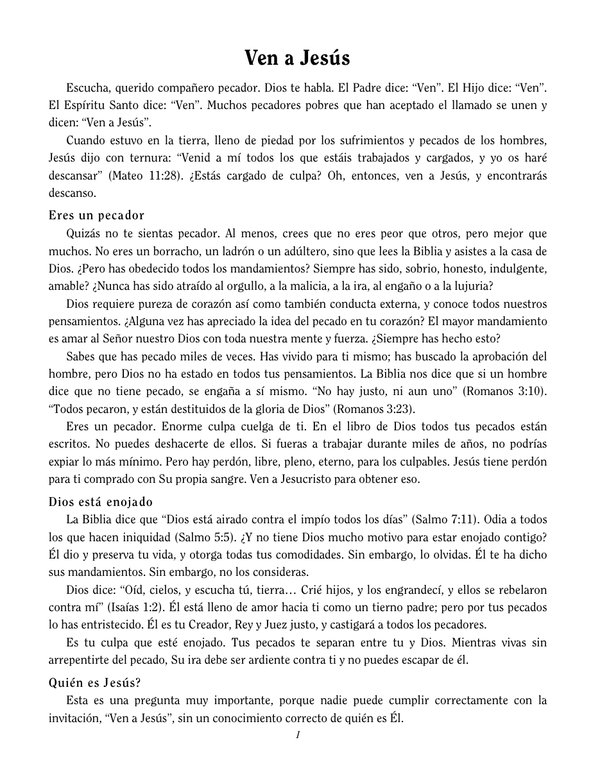 Ven a Jesús
Escucha, querido compañero pecador. Dios te habla. El Padre dice: “Ven”. El Hijo dice: “Ven”.
El Espíritu Santo dice: “Ven”. Muchos pecadores pobres que han aceptado el llamado se unen y
dicen: “Ven a Jesús”.
Cuando estuvo en la tierra, lleno de piedad por los sufrimientos y pecados de los hombres,
Jesús dijo con ternura: “Venid a mí todos los que estáis trabajados y cargados, y yo os haré
descansar” (Mateo 11:28). ¿Estás cargado de culpa? Oh, entonces, ven a Jesús, y encontrarás
descanso.
Eres un pecador
Quizás no te sientas pecador. Al menos, crees que no eres peor que otros, pero mejor que
muchos. No eres un borracho, un ladrón o un adúltero, sino que lees la Biblia y asistes a la casa de
Dios. ¿Pero has obedecido todos los mandamientos? Siempre has sido, sobrio, honesto, indulgente,
amable? ¿Nunca has sido atraído al orgullo, a la malicia, a la ira, al engaño o a la lujuria?
Dios requiere pureza de corazón así como también conducta externa, y conoce todos nuestros
pensamientos. ¿Alguna vez has apreciado la idea del pecado en tu corazón? El mayor mandamiento
es amar al Señor nuestro Dios con toda nuestra mente y fuerza. ¿Siempre has hecho esto?
Sabes que has pecado miles de veces. Has vivido para ti mismo; has buscado la aprobación del
hombre, pero Dios no ha estado en todos tus pensamientos. La Biblia nos dice que si un hombre
dice que no tiene pecado, se engaña a sí mismo. “No hay justo, ni aun uno” (Romanos 3:10).
“Todos pecaron, y están destituidos de la gloria de Dios” (Romanos 3:23).
Eres un pecador. Enorme culpa cuelga de ti. En el libro de Dios todos tus pecados están
escritos. No puedes deshacerte de ellos. Si fueras a trabajar durante miles de años, no podrías
expiar lo más mínimo. Pero hay perdón, libre, pleno, eterno, para los culpables. Jesús tiene perdón
para ti comprado con Su propia sangre. Ven a Jesucristo para obtener eso.
Dios está enojado
La Biblia dice que “Dios está airado contra el impío todos los días” (Salmo 7:11). Odia a todos
los que hacen iniquidad (Salmo 5:5). ¿Y no tiene Dios mucho motivo para estar enojado contigo?
Él dio y preserva tu vida, y otorga todas tus comodidades. Sin embargo, lo olvidas. Él te ha dicho
sus mandamientos. Sin embargo, no los consideras.
Dios dice: “Oíd, cielos, y escucha tú, tierra… Crié hijos, y los engrandecí, y ellos se rebelaron
contra mí” (Isaías 1:2). Él está lleno de amor hacia ti como un tierno padre; pero por tus pecados
lo has entristecido. Él es tu Creador, Rey y Juez justo, y castigará a todos los pecadores.
Es tu culpa que esté enojado. Tus pecados te separan entre tu y Dios. Mientras vivas sin
arrepentirte del pecado, Su ira debe ser ardiente contra ti y no puedes escapar de él.
Quién es Jesús?
Esta es una pregunta muy importante, porque nadie puede cumplir correctamente con la
invitación, “Ven a Jesús”, sin un conocimiento correcto de quién es Él.
1